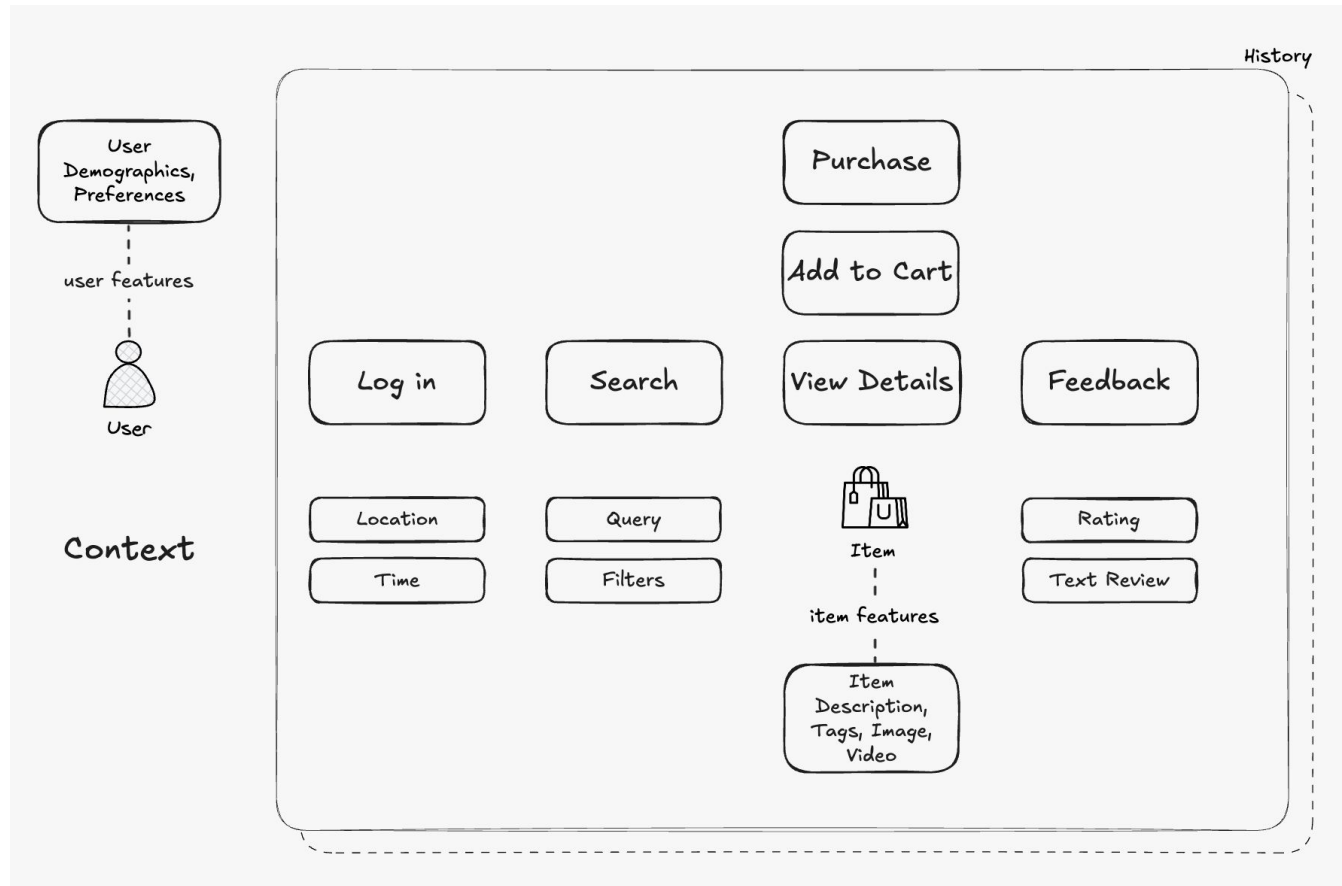 History
User
Demographics,
Preferences
user features
User
Context
Purchase
Add to Cart
Log in
Search
View Details
Feedback
Location
Time
Query
Filters
Item
item features
Item
Description,
Tags, Image,
Video
Rating
Text Review